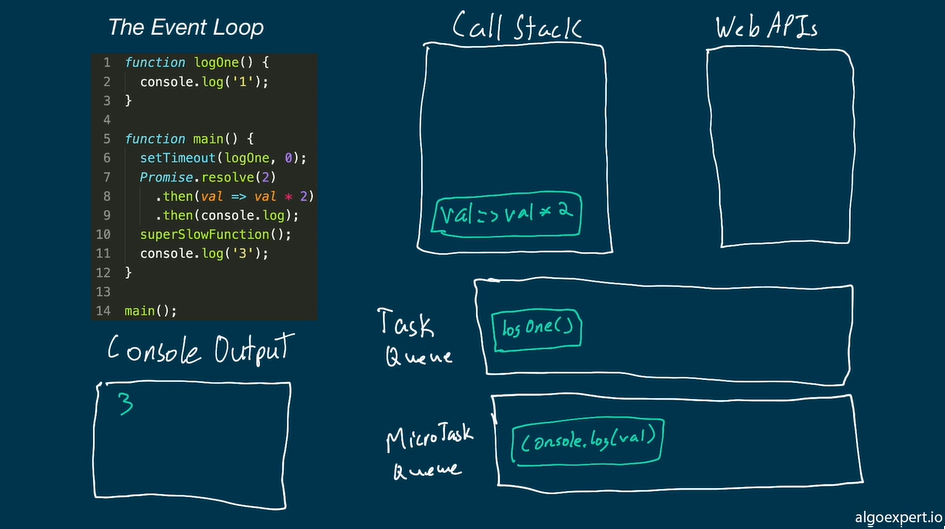 The Event Loop
1 function logOne() {
2 console.log('1');
3 }
4
5 function main() {
6 setTimeout(logOne, 0);
7 Promise.resolve(2)
8 .then(val => val * 2)
9 .then(console.log);
10 superSlowFunction();
11 console.log('3');
12 }
13
14 main();
Console Output
3
Call Stack
val => val * 2
Web APIs
Task
Queue
logOne()
MicroTask
Queue
Console.log(val)
algoexpert.io